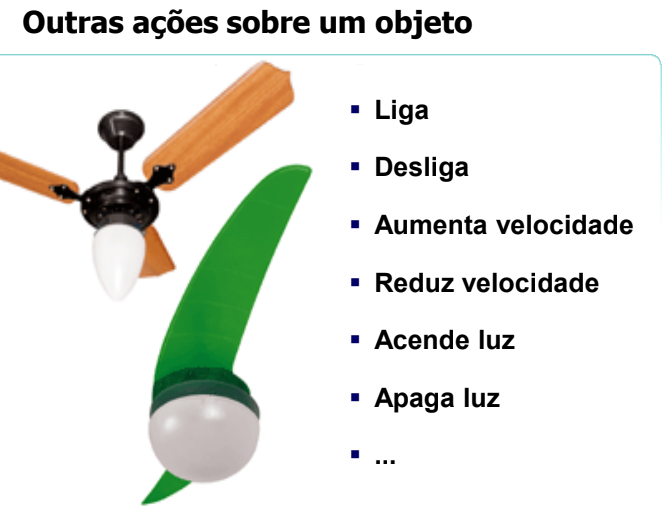 Outras ações sobre um objeto
▪ Liga
▪ Desliga
▪ Aumenta velocidade
▪ Reduz velocidade
▪ Acende luz
▪ Apaga luz
▪ ...